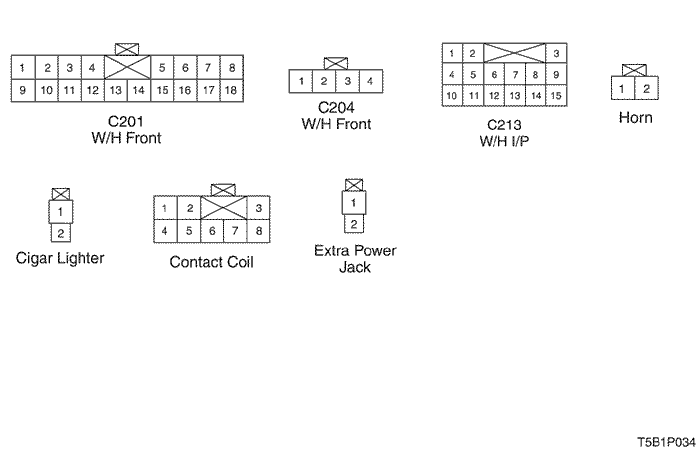 1 2 3 4 5 6 7 8
9 10 11 12 13 14 15 16 17 18
C201
W/H Front
1 2 3 4
C204
W/H Front
1 2 3
4 5 6 7 8 9
10 11 12 13 14 15
C213
W/H I/P
1 2
Horn
1
2
Cigar Lighter
1 2 3
4 5 6 7 8
Contact Coil
1
2
Extra Power
Jack
T5B1P034